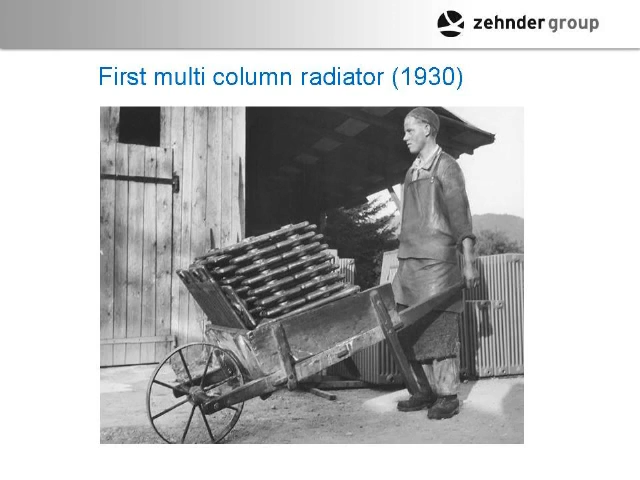 zehnder group
First multi column radiator (1930)